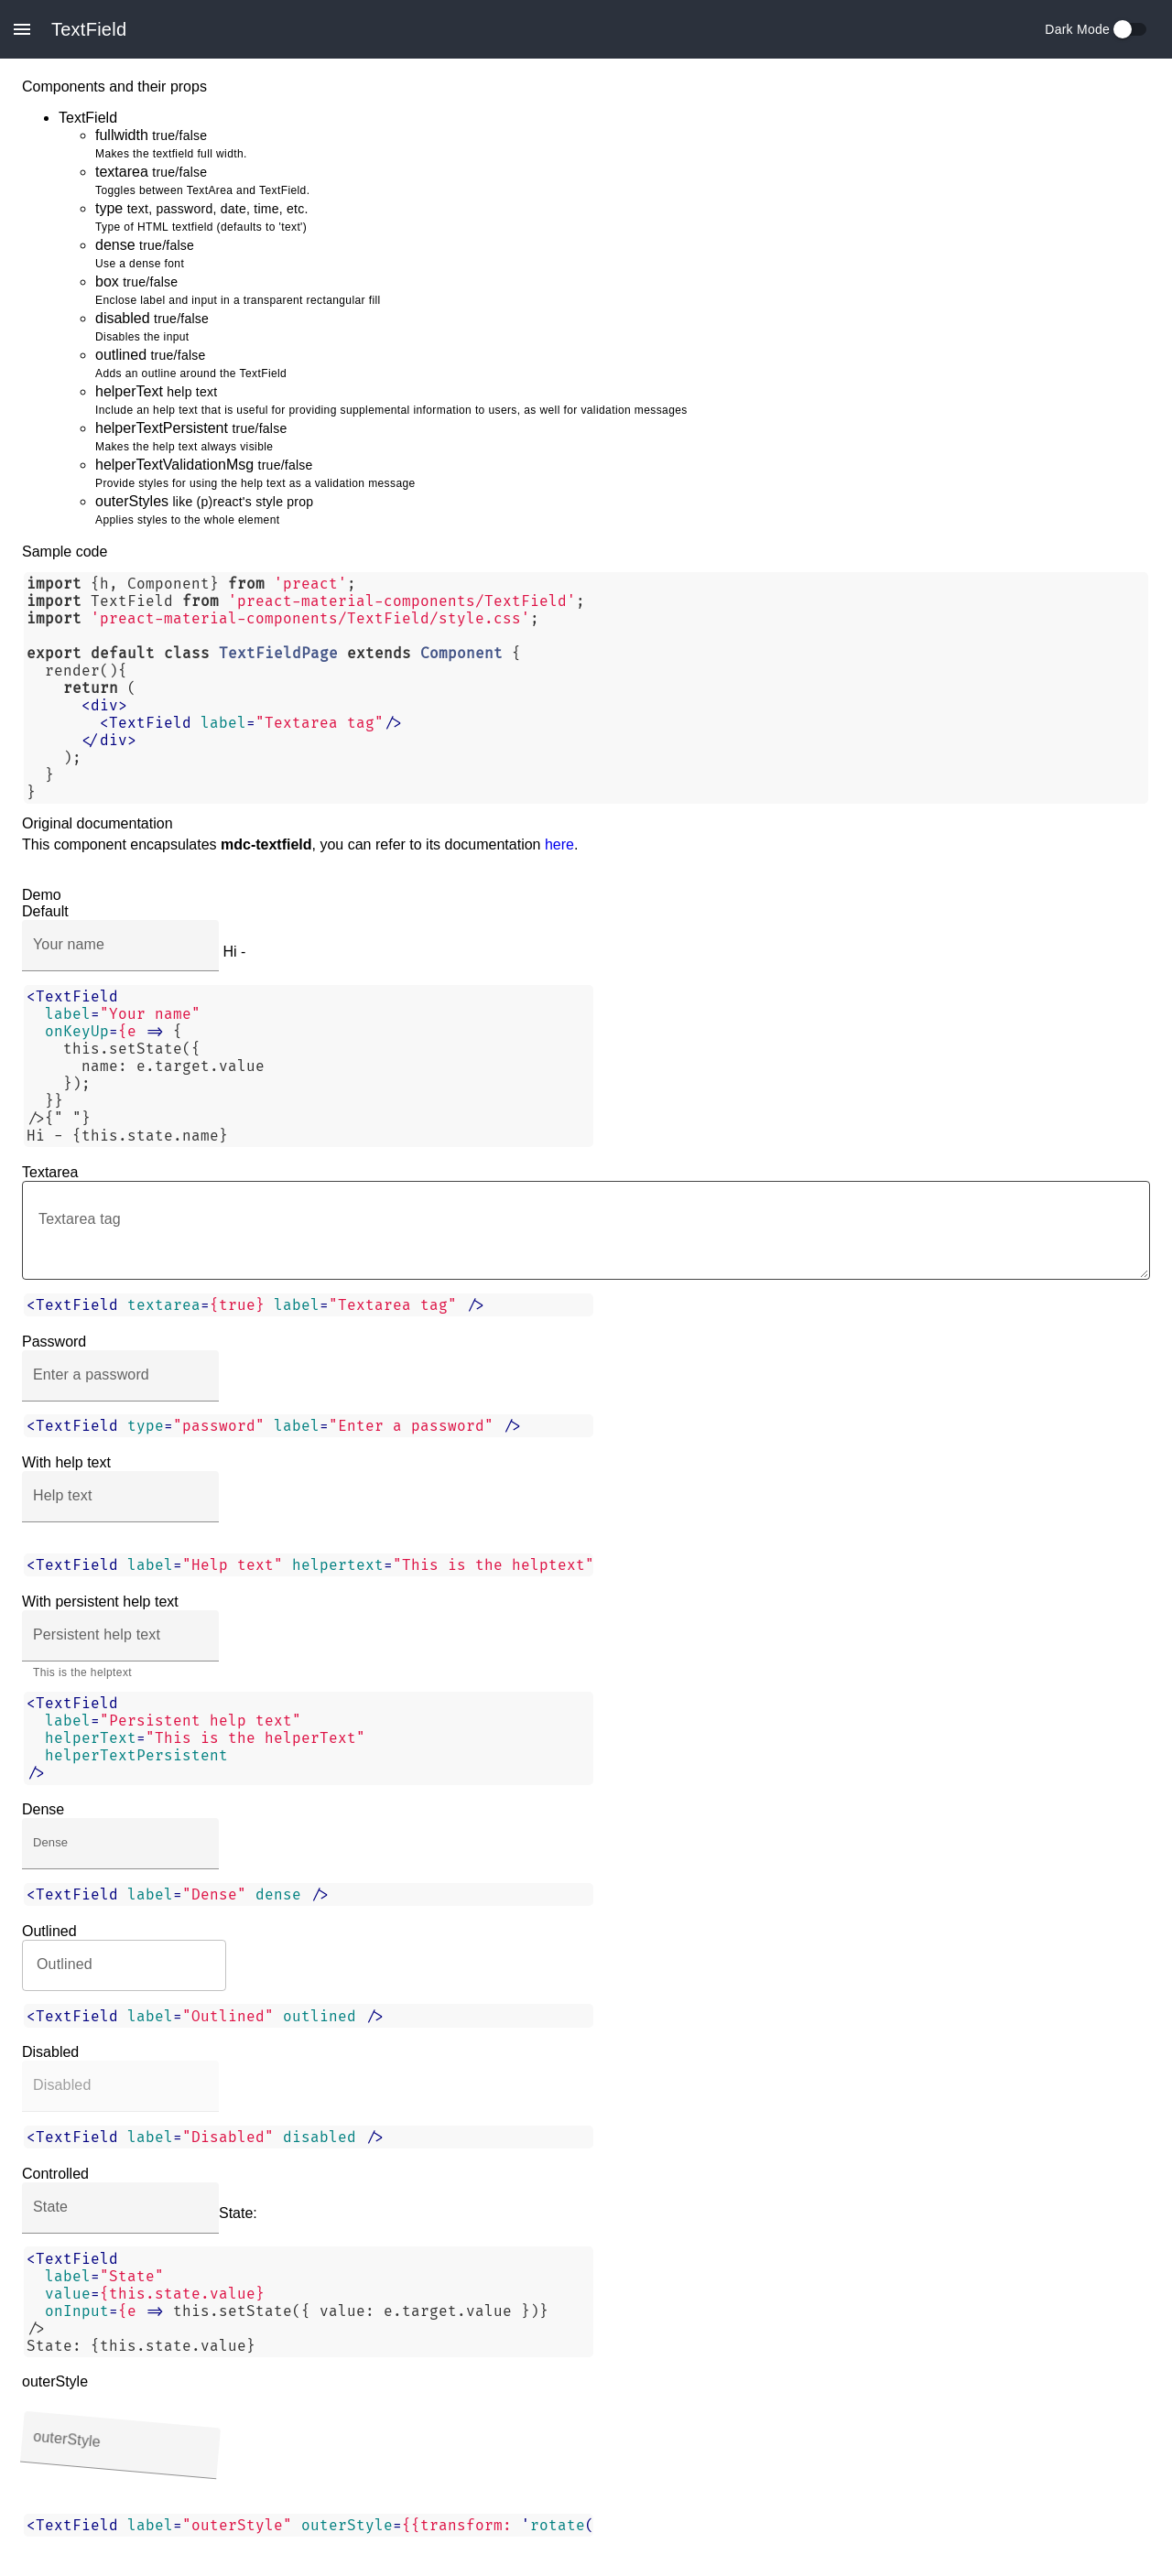 TextField
Dark Mode
Components and their props
TextField
fullwidth true/false
Makes the textfield full width.
textarea true/false
Toggles between TextArea and TextField.
type text, password, date, time, etc.
Type of HTML textfield (defaults to 'text')
dense true/false
Use a dense font
box true/false
Enclose label and input in a transparent rectangular fill
disabled true/false
Disables the input
outlined true/false
Adds an outline around the TextField
helperText help text
Include an help text that is useful for providing supplemental information to users, as well for validation messages
helperTextPersistent true/false
Makes the help text always visible
helperTextValidationMsg true/false
Provide styles for using the help text as a validation message
outerStyles like (p)react's style prop
Applies styles to the whole element
Sample code
import {h, Component} from 'preact';
import TextField from 'preact-material-components/TextField';
import 'preact-material-components/TextField/style.css';
export default class TextFieldPage extends Component {
render(){
return (
<div>
<TextField label="Textarea tag"/>
</div>
);
}
}
Original documentation
This component encapsulates mdc-textfield, you can refer to its documentation here.
Demo
Default
Your name
Hi -
<TextField
label="Your name"
onKeyUp={e => {
this.setState({
name: e.target.value
});
}}
/>{" "}
Hi - {this.state.name}
Textarea
Textarea tag
<TextField textarea={true} label="Textarea tag" />
Password
Enter a password
<TextField type="password" label="Enter a password" />
With help text
Help text
<TextField label="Help text" helpertext="This is the helptext"
With persistent help text
Persistent help text
This is the helptext
<TextField
label="Persistent help text"
helperText="This is the helperText"
helperTextPersistent
/>
Dense
Dense
<TextField label="Dense" dense />
Outlined
Outlined
<TextField label="Outlined" outlined />
Disabled
Disabled
<TextField label="Disabled" disabled />
Controlled
State
State:
<TextField
label="State"
value={this.state.value}
onInput={e => this.setState({ value: e.target.value })}
/>
State: {this.state.value}
outerStyle
outerStyle
<TextField label="outerStyle" outerStyle={{transform: 'rotate(